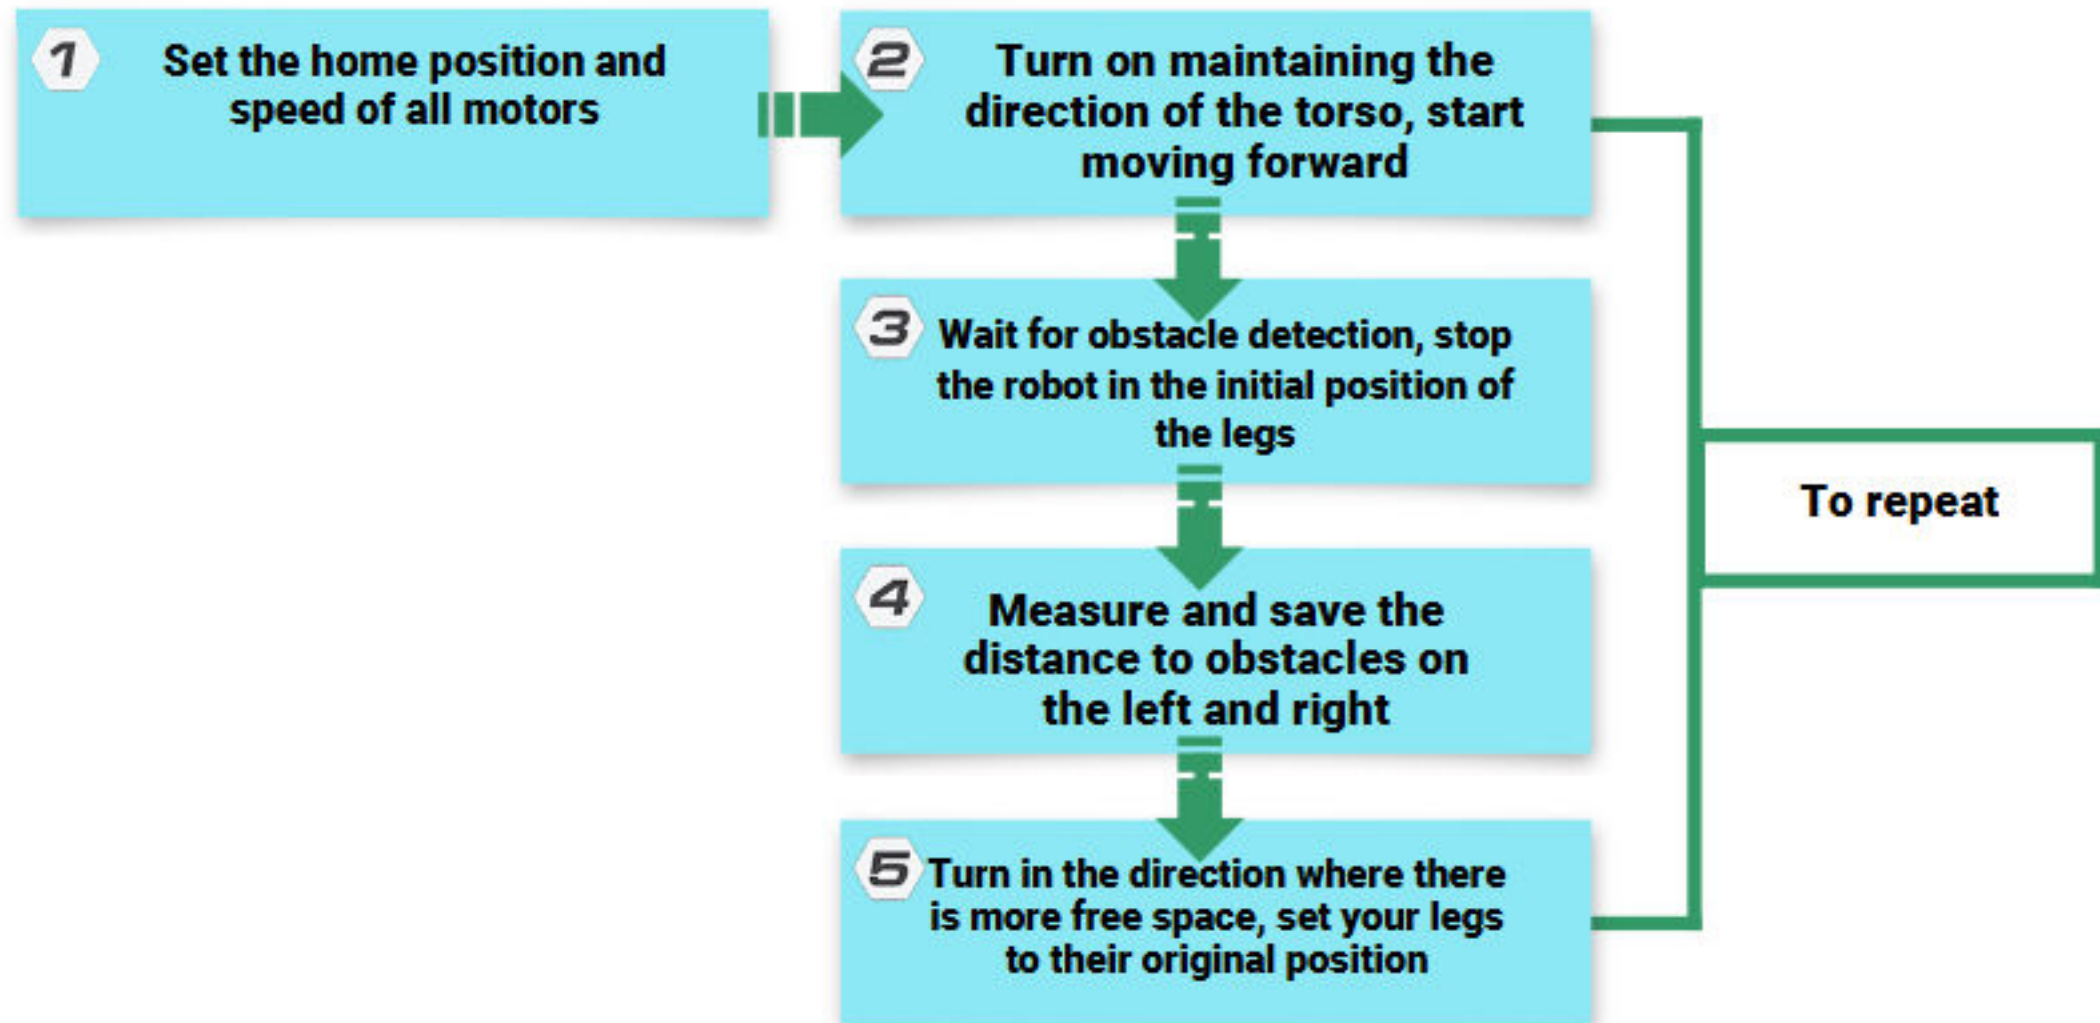 1
Set the home position and
speed of all motors
2
Turn on maintaining the
direction of the torso, start
moving forward
3
Wait for obstacle detection, stop
the robot in the initial position of
the legs
4
Measure and save the
distance to obstacles on
the left and right
5
Turn in the direction where there
is more free space, set your legs
to their original position
To repeat